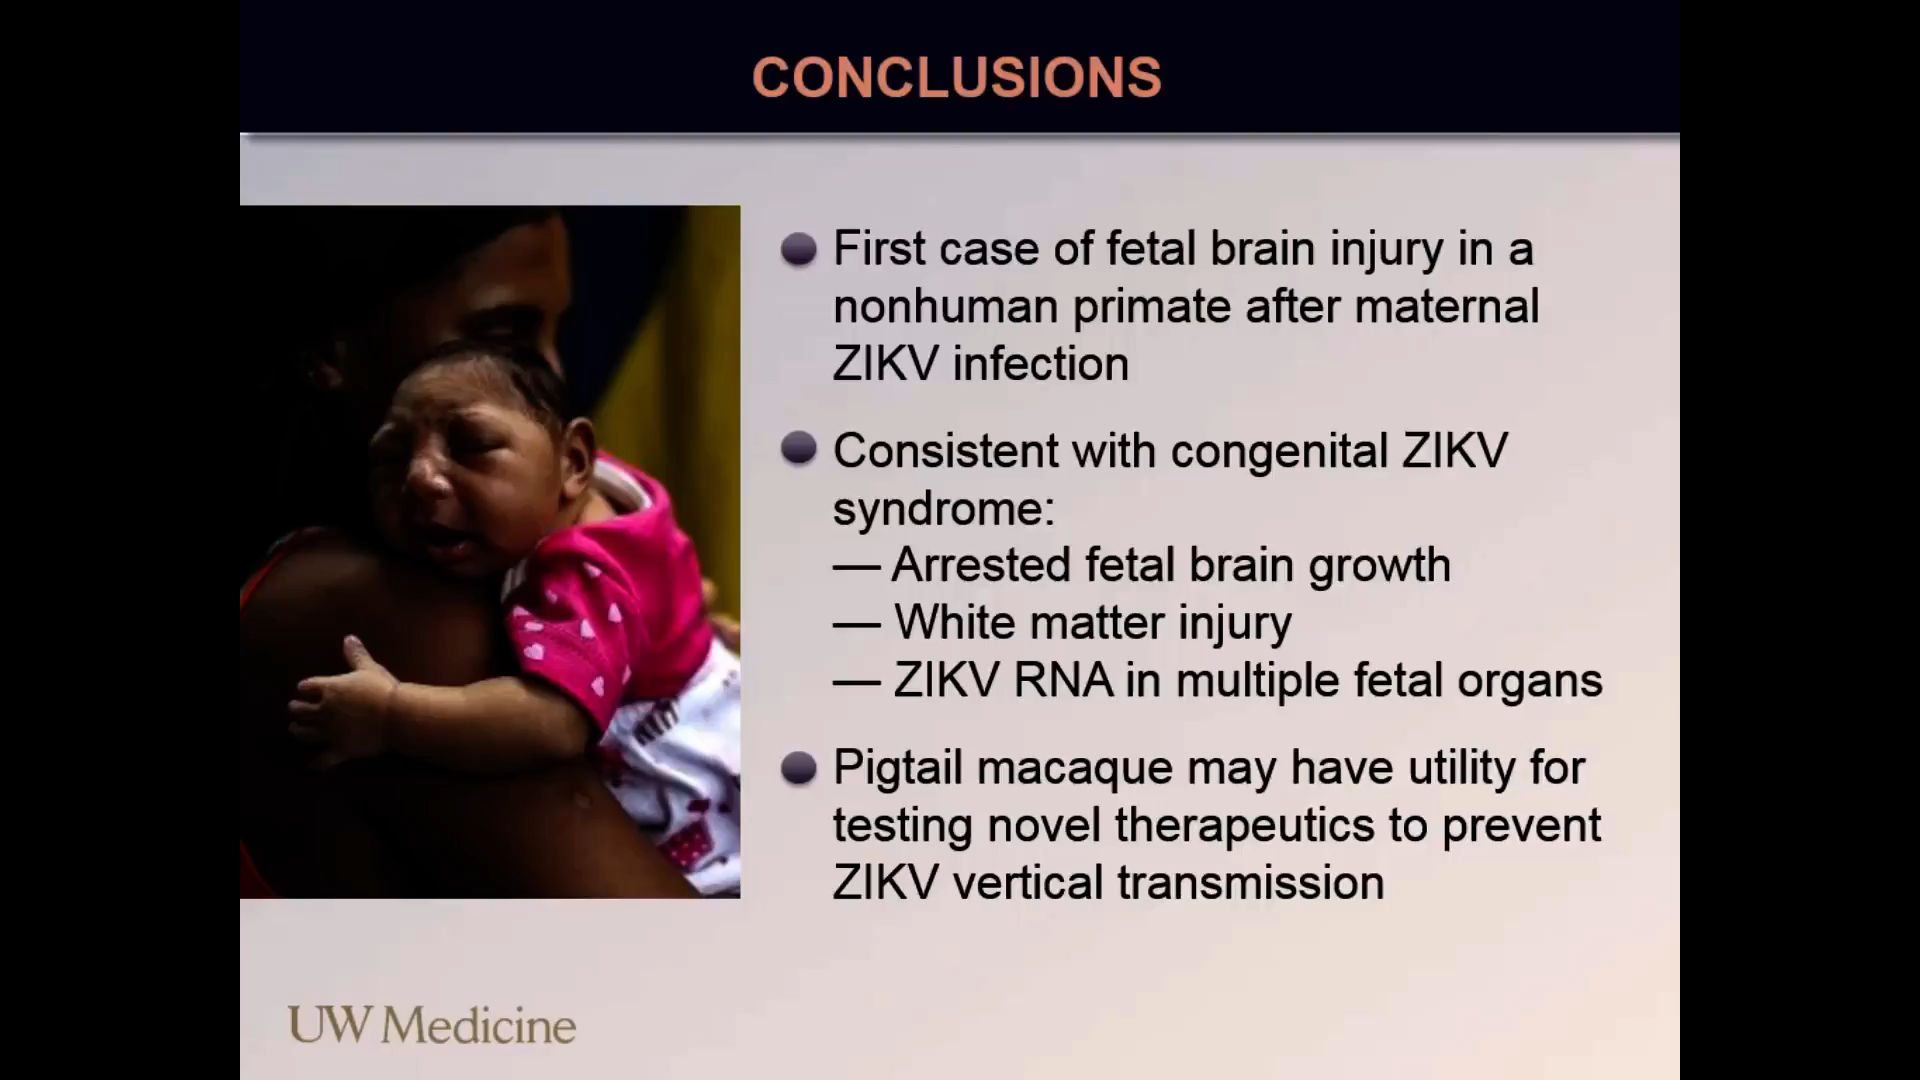 CONCLUSIONS
First case of fetal brain injury in a
nonhuman primate after maternal
ZIKV infection
Consistent with congenital ZIKV
syndrome:
— Arrested fetal brain growth
— White matter injury
— ZIKV RNA in multiple fetal organs
Pigtail macaque may have utility for
testing novel therapeutics to prevent
ZIKV vertical transmission
UW Medicine